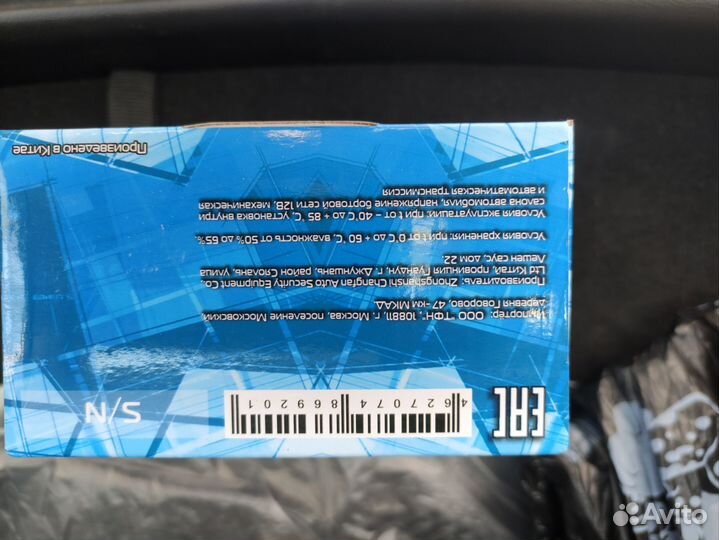 EAC
4 627074 869201
S/N
Импортер: ООО "ТФН", 108811, г. Москва, поселение Московский,
деревня Говорово, 47-км МКАД.
Производитель: Zhongshanshi Changfan Auto Security Equipment co.,
Ltd Китай, провинция Гуандун, г. Джуншань, район Сяолань, улица
Лешен саус, дом 22.
Условия хранения: при t от 0°C до + 60 °C, влажность от 50% до 65%.
Условия эксплуатации: при t от – 40°C до + 85 °C, установка внутри
салона автомобиля, напряжение бортовой сети 12В, механическая
и автоматическая трансмиссия
Произведено в Китае
Avito